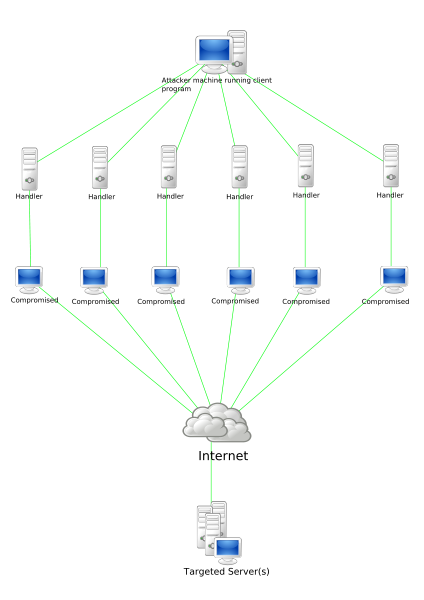 Attacker machine running client
program
Handler
Handler
Handler
Handler
Handler
Handler
Compromised
Compromised
Compromised
Compromised
Compromised
Compromised
Internet
Targeted Server(s)